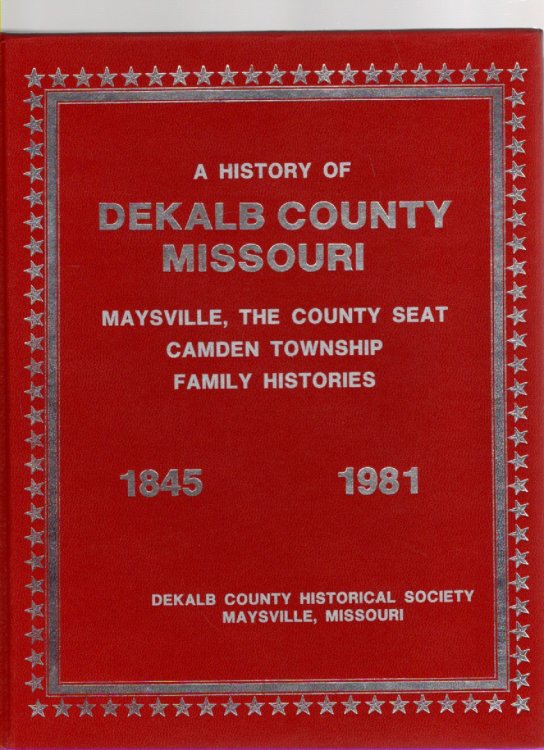 A HISTORY OF
DEKALB COUNTY
MISSOURI
MAYSVILLE, THE COUNTY SEAT
CAMDEN TOWNSHIP
FAMILY HISTORIES
1845 1981
DEKALB COUNTY HISTORICAL SOCIETY
MAYSVILLE, MISSOURI